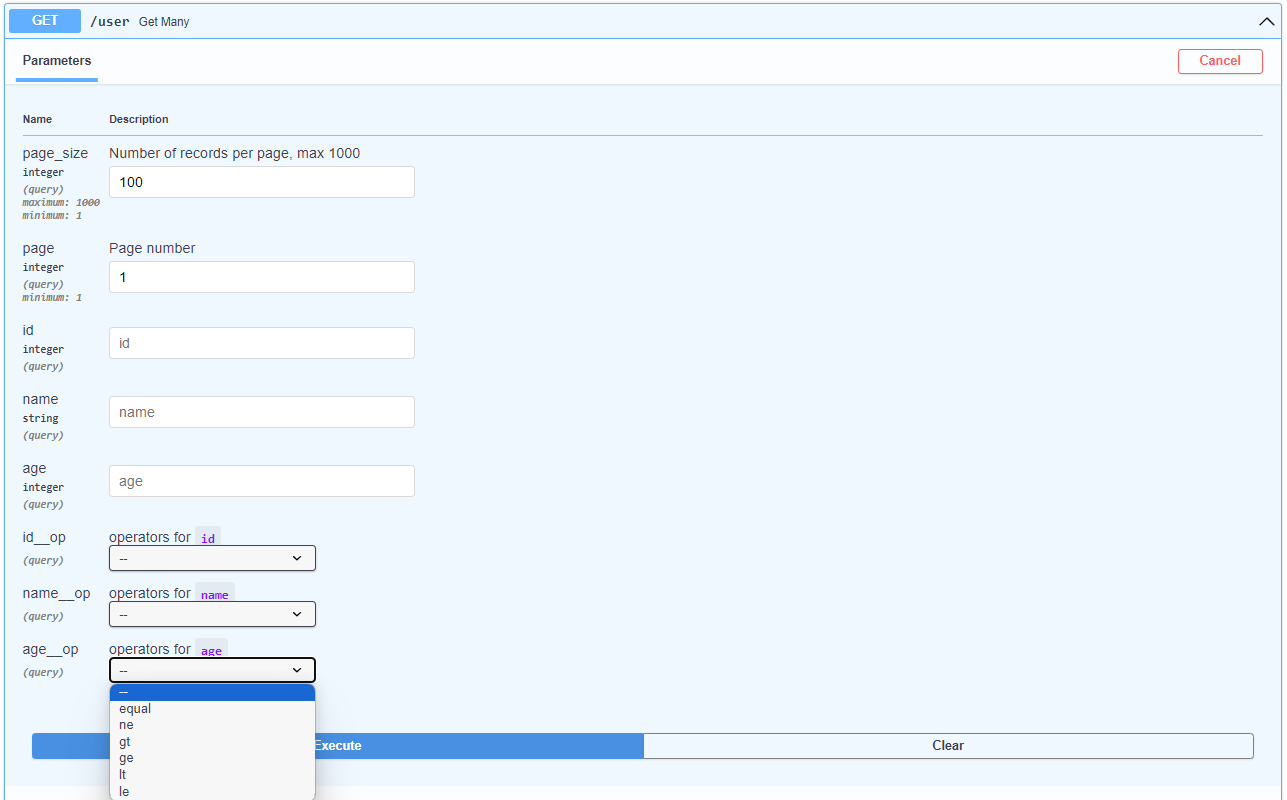 GET /user Get Many
Parameters
Cancel
Name Description
page_size Number of records per page, max 1000
integer
(query)
maximum: 1000
minimum: 1
100
page Page number
integer
(query)
minimum: 1
1
id
integer
(query)
id
name
string
(query)
name
age
integer
(query)
age
id__op operators for id
(query)
--
name__op operators for name
(query)
--
age__op operators for age
(query)
--
--
equal
ne
gt
ge
lt
le
Execute
Clear